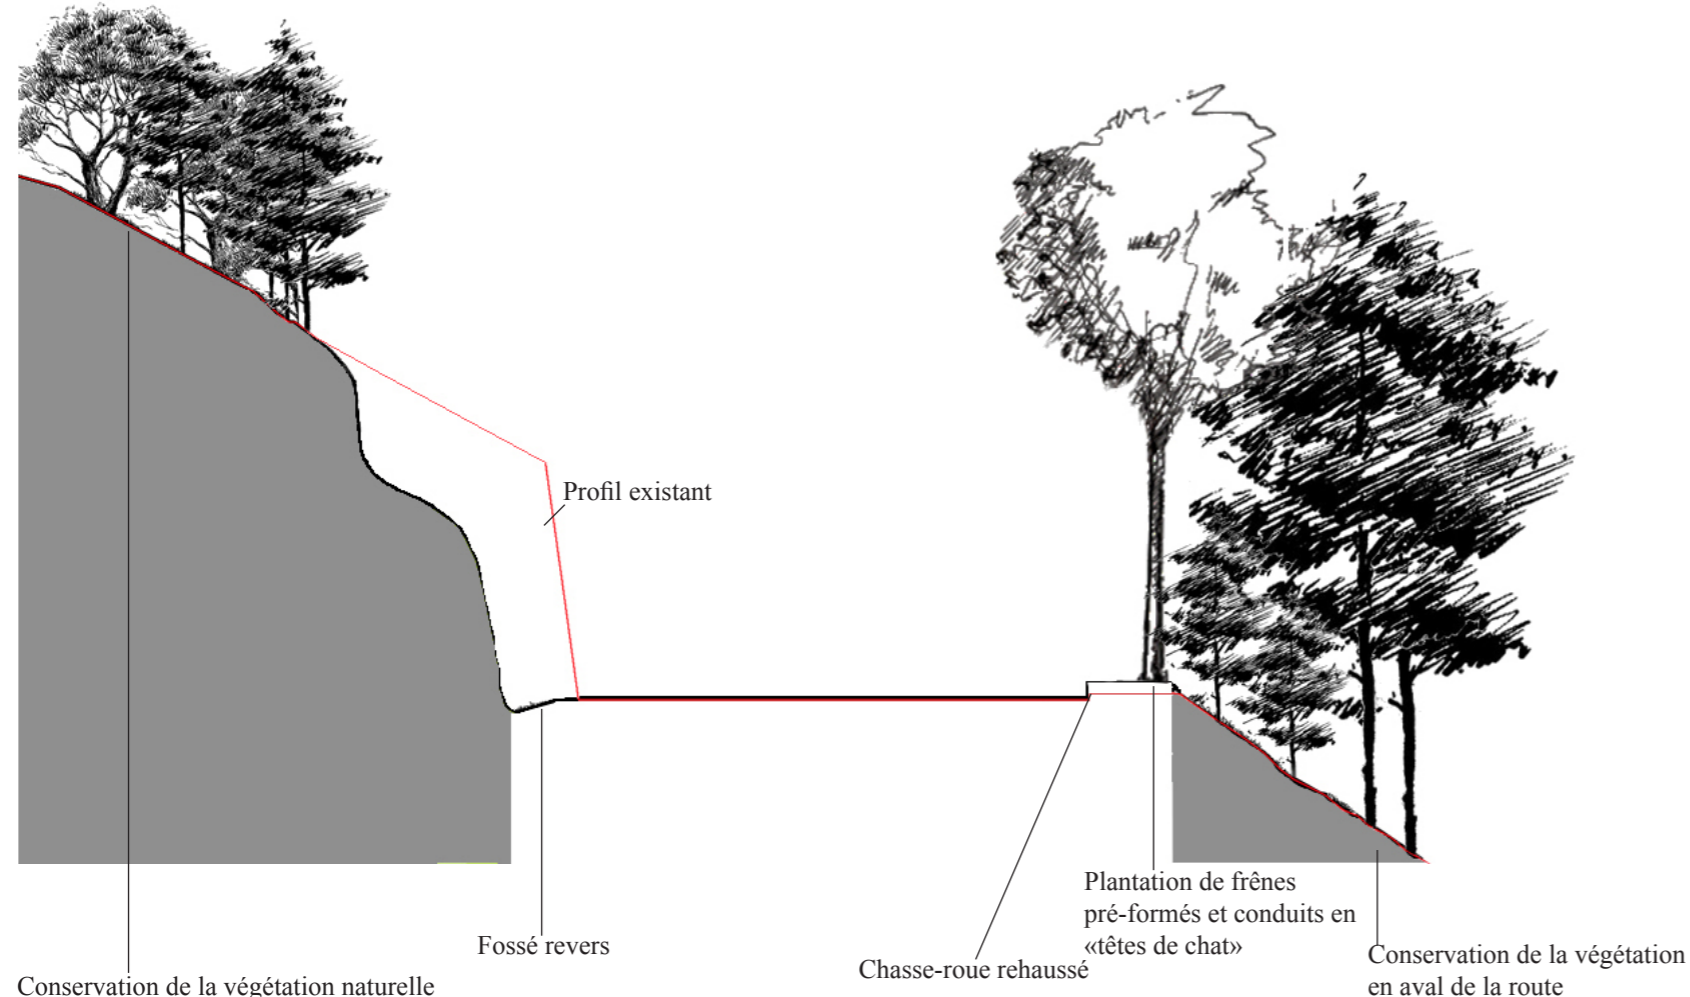 Profil existant
Plantation de frênes
pré-formés et conduits en
«têtes de chat»
Fossé revers
Chasse-roue rehaussé
Conservation de la végétation
en aval de la route
Conservation de la végétation naturelle